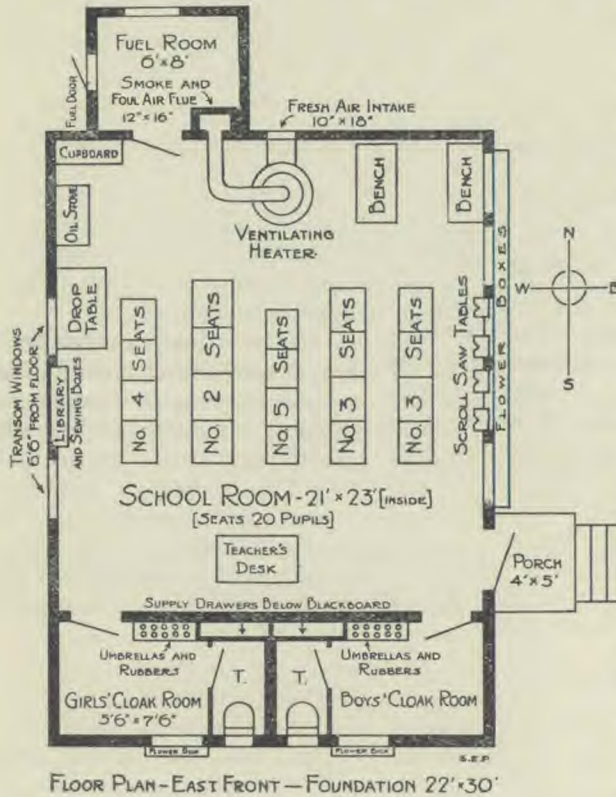 FUEL ROOM
6'×8'
SMOKE AND
FOUL AIR FLUE
12"×16"
FUEL DOOR
FRESH AIR INTAKE
10"×18"
CUPBOARD
OIL STOVE
BENCH
BENCH
VENTILATING
HEATER
DROP
TABLE
TRANSOM WINDOWS
6'6" FROM FLOOR
LIBRARY
AND SEWING BOXES
No. 4 SEATS
No. 2 SEATS
No. 5 SEATS
No. 3 SEATS
No. 3 SEATS
SCROLL SAW TABLES
FLOWER BOXES
N
W
E
S
SCHOOL ROOM - 21' × 23' [INSIDE]
[SEATS 20 PUPILS]
TEACHER'S
DESK
PORCH
4'×5'
SUPPLY DRAWERS BELOW BLACKBOARD
UMBRELLAS AND
RUBBERS
UMBRELLAS AND
RUBBERS
T.
T.
GIRLS' CLOAK ROOM
5'6"×7'6"
BOYS' CLOAK ROOM
FLOWER BOX
FLOWER BOX
S.E.P.
FLOOR PLAN - EAST FRONT — FOUNDATION 22'×30'